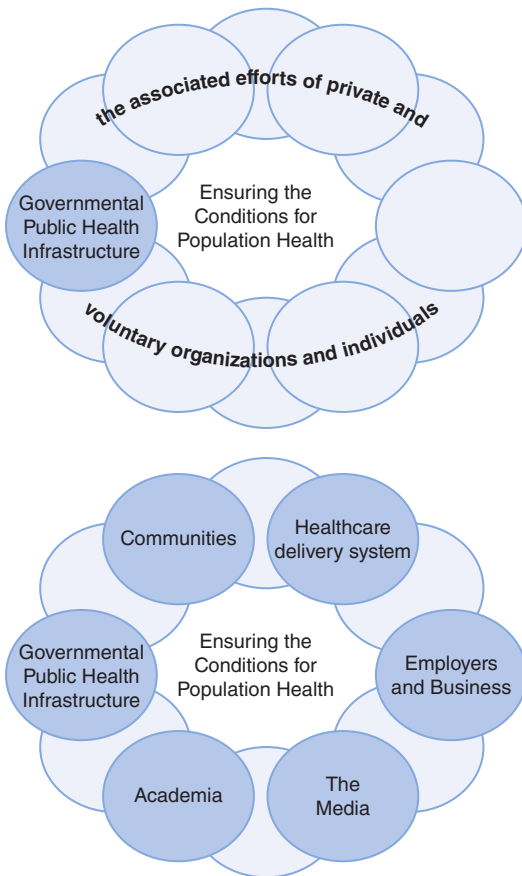 the associated efforts of private and
Governmental
Public Health
Infrastructure
Ensuring the
Conditions for
Population Health
voluntary organizations and individuals
Communities
Healthcare
delivery system
Governmental
Public Health
Infrastructure
Ensuring the
Conditions for
Population Health
Employers
and Business
Academia
The
Media